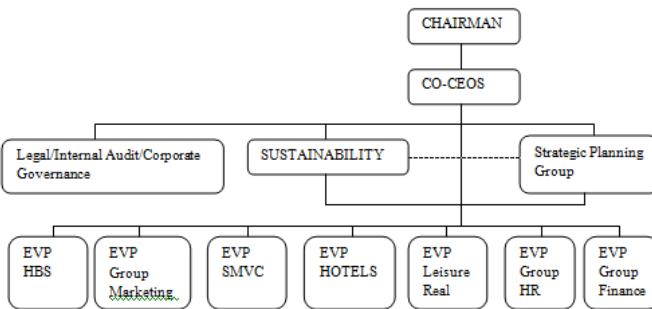 CHAIRMAN
CO-CEOS
Legal/Internal Audit/Corporate
Governance
SUSTAINABILITY
Strategic Planning
Group
EVP
HBS
EVP
Group
Marketing
EVP
SMVC
EVP
HOTELS
EVP
Leisure
Real
EVP
Group
HR
EVP
Group
Finance